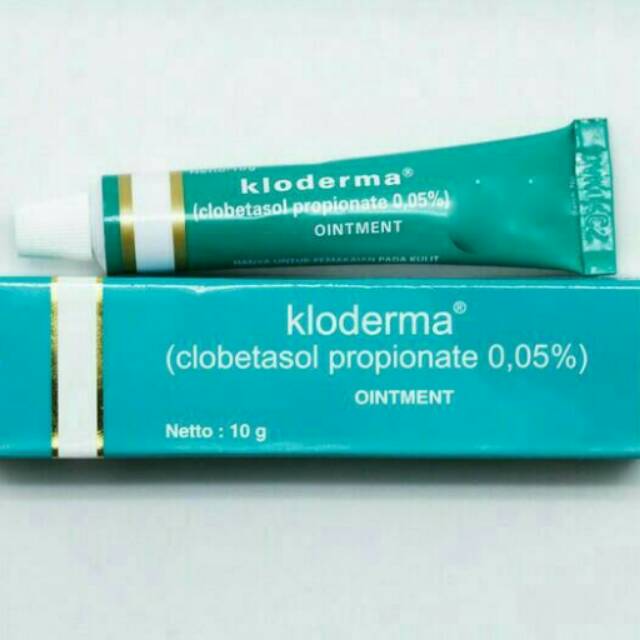 kloderma®
(clobetasol propionate 0,05%)
OINTMENT
HANYA UNTUK PEMAKAIAN PADA KULIT
kloderma®
(clobetasol propionate 0,05%)
OINTMENT
Netto : 10 g